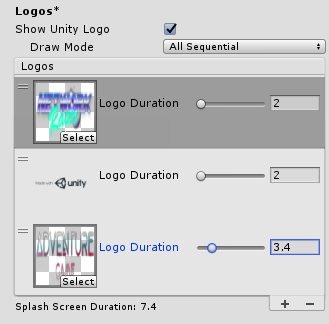 Logos*
Show Unity Logo
Draw Mode All Sequential
Logos
Logo Duration 2
Select
made with unity Logo Duration 2
ADVENTURE
GAME
Logo Duration 3.4
Select
Splash Screen Duration: 7.4